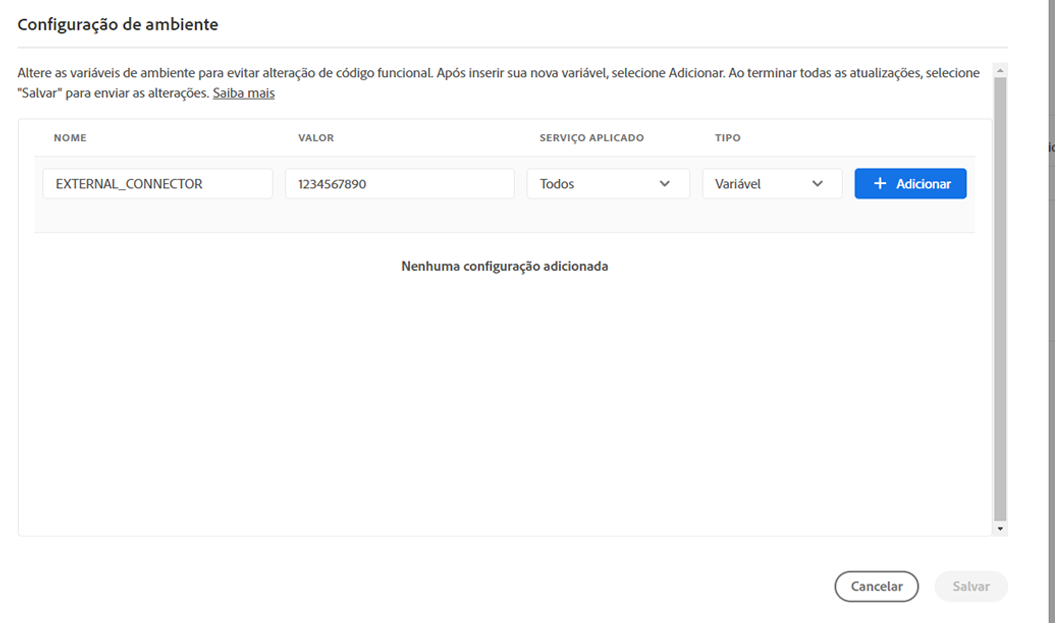 Configuração de ambiente
Altere as variáveis de ambiente para evitar alteração de código funcional. Após inserir sua nova variável, selecione Adicionar. Ao terminar todas as atualizações, selecione
"Salvar" para enviar as alterações. Saiba mais
NOME VALOR SERVIÇO APLICADO TIPO
EXTERNAL_CONNECTOR 1234567890 Todos Variável + Adicionar
Nenhuma configuração adicionada
Cancelar Salvar